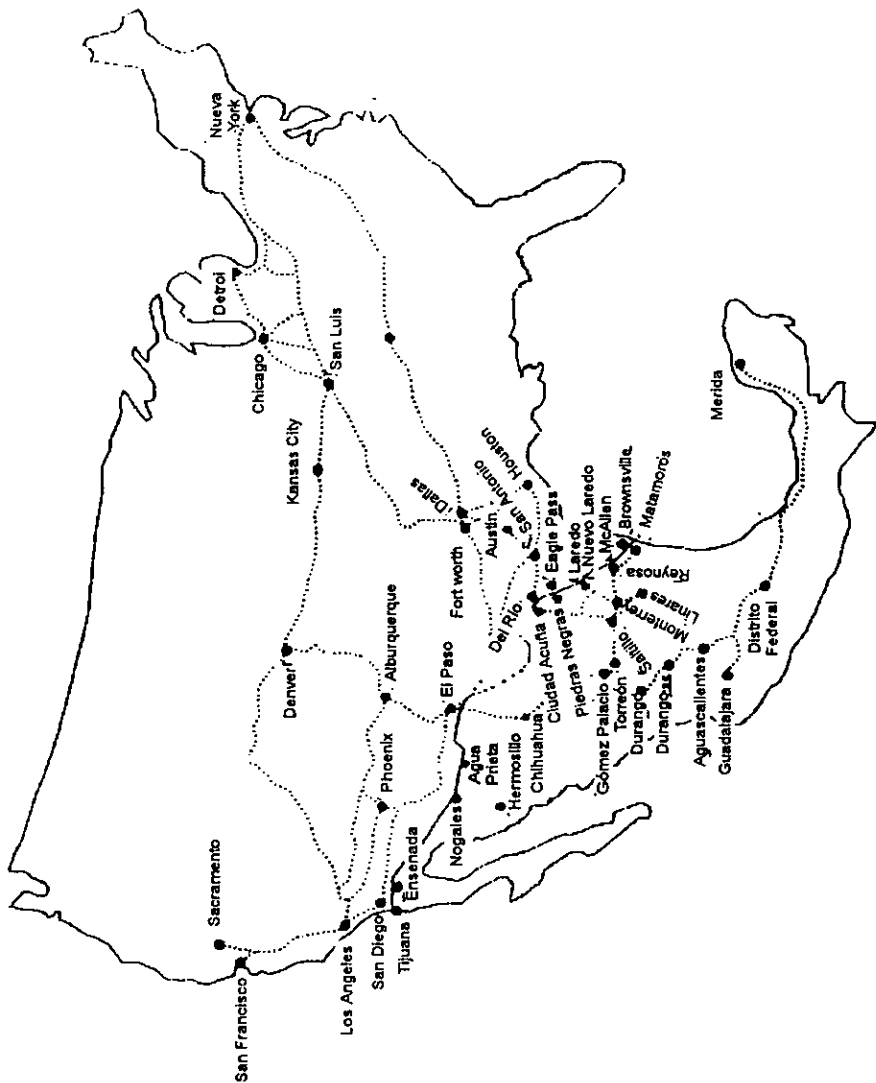 Nueva
York
Detroi
Chicago
San Luis
Kansas City
Denver
Sacramento
San Francisco
Los Angeles
San Diego
Tijuana
Ensenada
Phoenix
Alburquerque
El Paso
Fort worth
Dallas
Austin
San Antonio
Houston
Nogales
Agua
Prieta
Hermosillo
Chihuahua
Del Rio
Ciudad Acuña
Eagle Pass
Piedras Negras
Laredo
Nuevo Laredo
McAllen
Brownsville
Matamoros
Reynosa
Linares
Monterrey
Saltillo
Gómez Palacio
Torreón
Durango
Durangoas
Aguascalientes
Guadalajara
Distrito
Federal
Merida